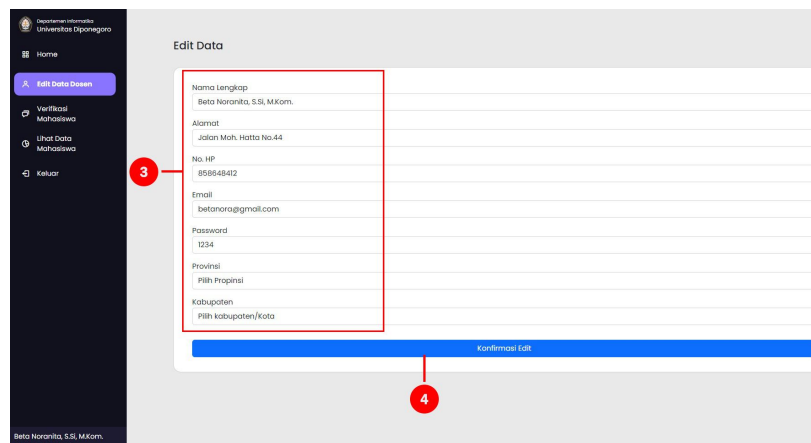 Departemen Informatika
Universitas Diponegoro
Home
Edit Data Dosen
Verifikasi
Mahasiswa
Lihat Data
Mahasiswa
Keluar
Beta Noranita, S.Si, M.Kom.
Edit Data
Nama Lengkap
Beta Noranita, S.Si, M.Kom.
Alamat
Jalan Moh. Hatta No.44
No. HP
858648412
Email
betanora@gmail.com
Password
1234
Provinsi
Pilih Propinsi
Kabupaten
Pilih kabupaten/Kota
3
Konfirmasi Edit
4